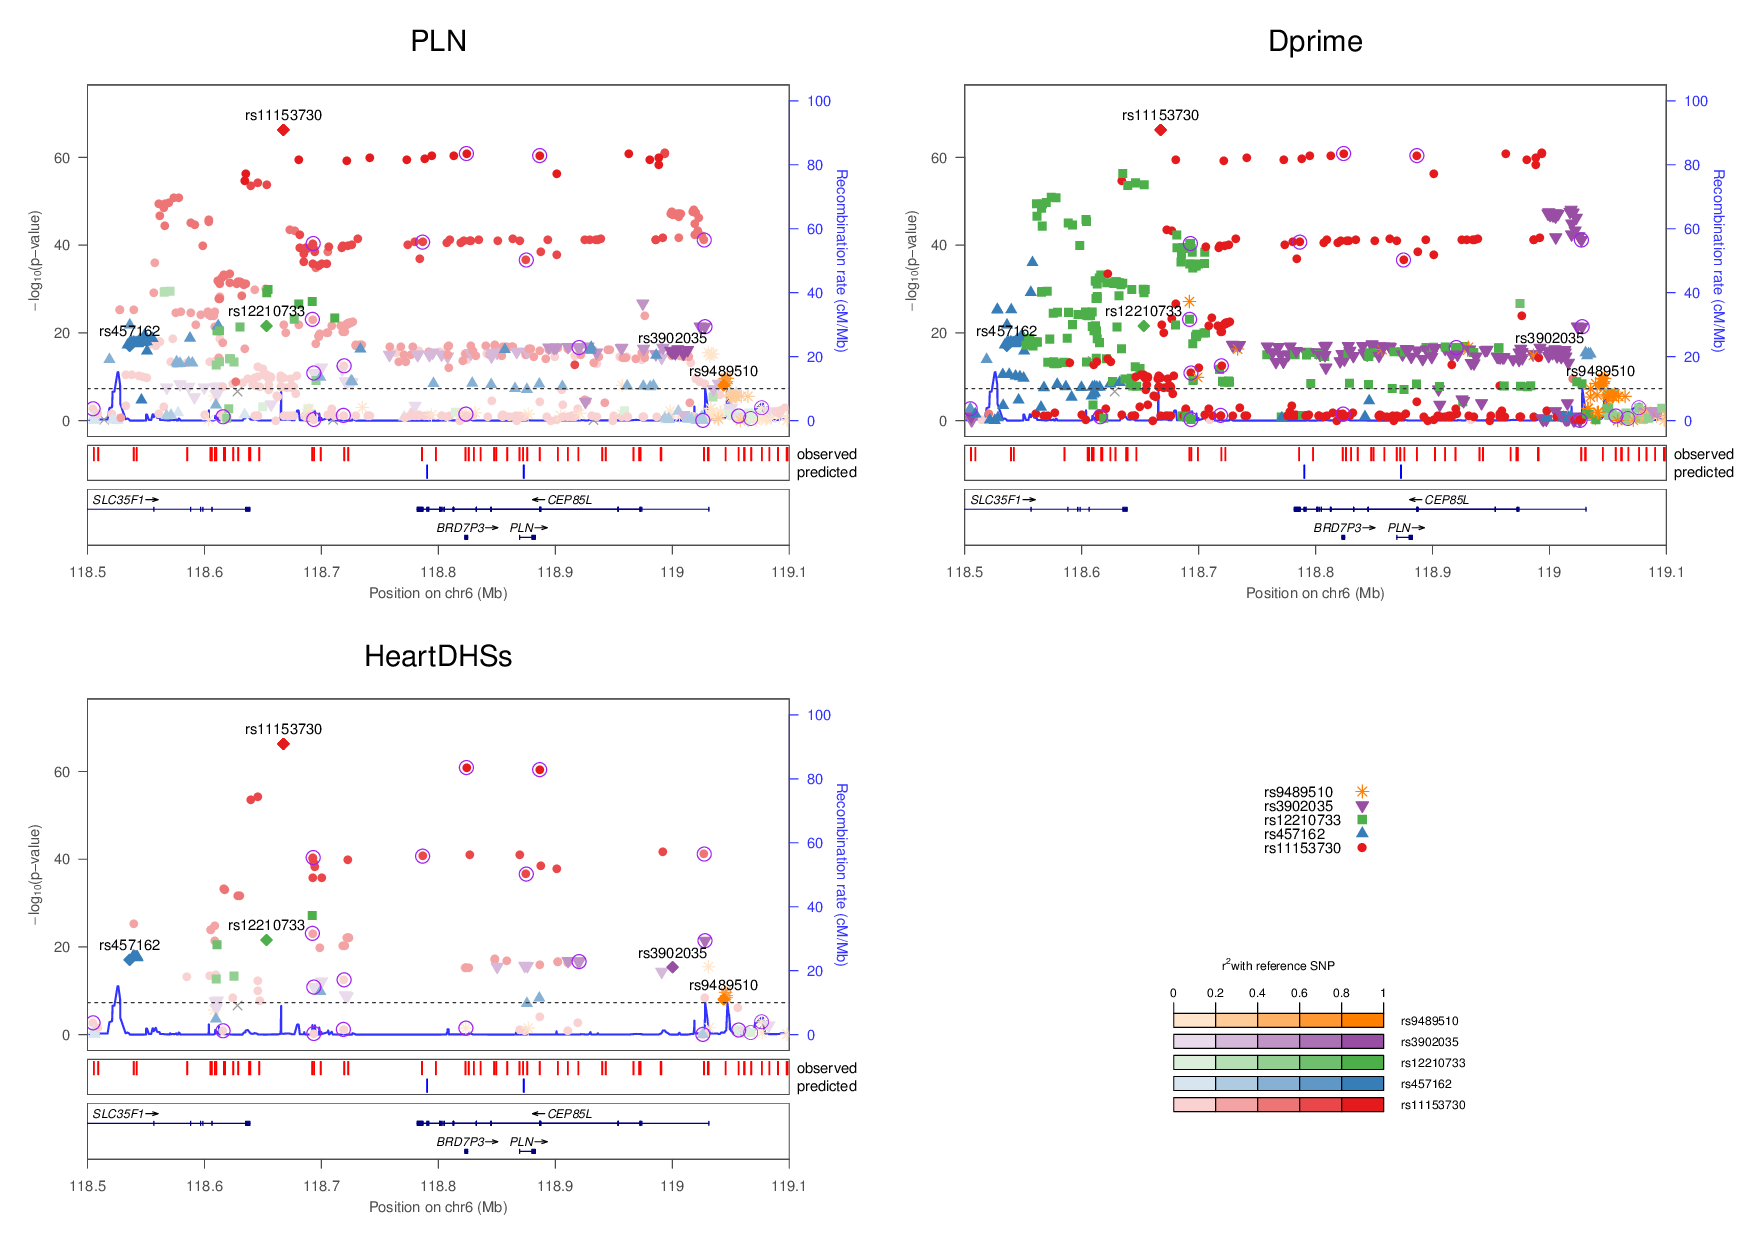 PLN
rs11153730
rs12210733
rs457162
rs3902035
rs9489510
0
20
40
60
−log10(p−value)
0
20
40
60
80
100
Recombination rate (cM/Mb)
observed
predicted
SLC35F1→
←CEP85L
BRD7P3→ PLN→
118.5 118.6 118.7 118.8 118.9 119 119.1
Position on chr6 (Mb)
Dprime
rs11153730
rs12210733
rs457162
rs3902035
rs9489510
0
20
40
60
−log10(p−value)
0
20
40
60
80
100
Recombination rate (cM/Mb)
observed
predicted
SLC35F1→
←CEP85L
BRD7P3→ PLN→
118.5 118.6 118.7 118.8 118.9 119 119.1
Position on chr6 (Mb)
HeartDHSs
rs11153730
rs12210733
rs457162
rs3902035
rs9489510
0
20
40
60
−log10(p−value)
0
20
40
60
80
100
Recombination rate (cM/Mb)
observed
predicted
SLC35F1→
←CEP85L
BRD7P3→ PLN→
118.5 118.6 118.7 118.8 118.9 119 119.1
Position on chr6 (Mb)
rs9489510
rs3902035
rs12210733
rs457162
rs11153730
r2with reference SNP
0 0.2 0.4 0.6 0.8 1
rs9489510
rs3902035
rs12210733
rs457162
rs11153730